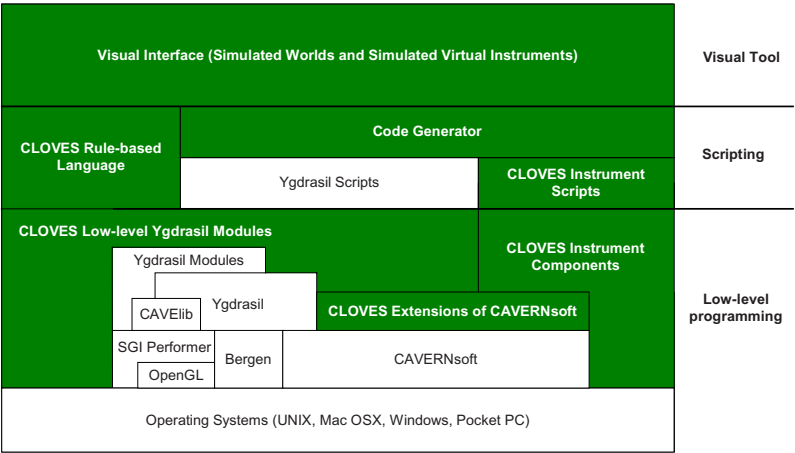 Visual Interface (Simulated Worlds and Simulated Virtual Instruments)
Visual Tool
CLOVES Rule-based
Language
Code Generator
Scripting
Ygdrasil Scripts
CLOVES Instrument
Scripts
CLOVES Low-level Ygdrasil Modules
CLOVES Instrument
Components
Ygdrasil Modules
Ygdrasil
CAVElib
CLOVES Extensions of CAVERNsoft
Low-level
programming
SGI Performer
OpenGL
Bergen
CAVERNsoft
Operating Systems (UNIX, Mac OSX, Windows, Pocket PC)